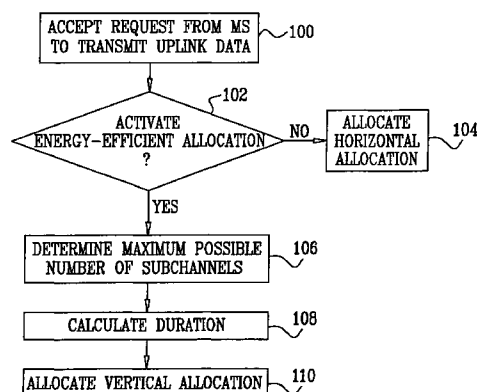 ACCEPT REQUEST FROM MS
TO TRANSMIT UPLINK DATA
100
102
ACTIVATE
ENERGY-EFFICIENT ALLOCATION
?
NO
ALLOCATE
HORIZONTAL
ALLOCATION
104
YES
DETERMINE MAXIMUM POSSIBLE
NUMBER OF SUBCHANNELS
106
CALCULATE DURATION
108
ALLOCATE VERTICAL ALLOCATION
110